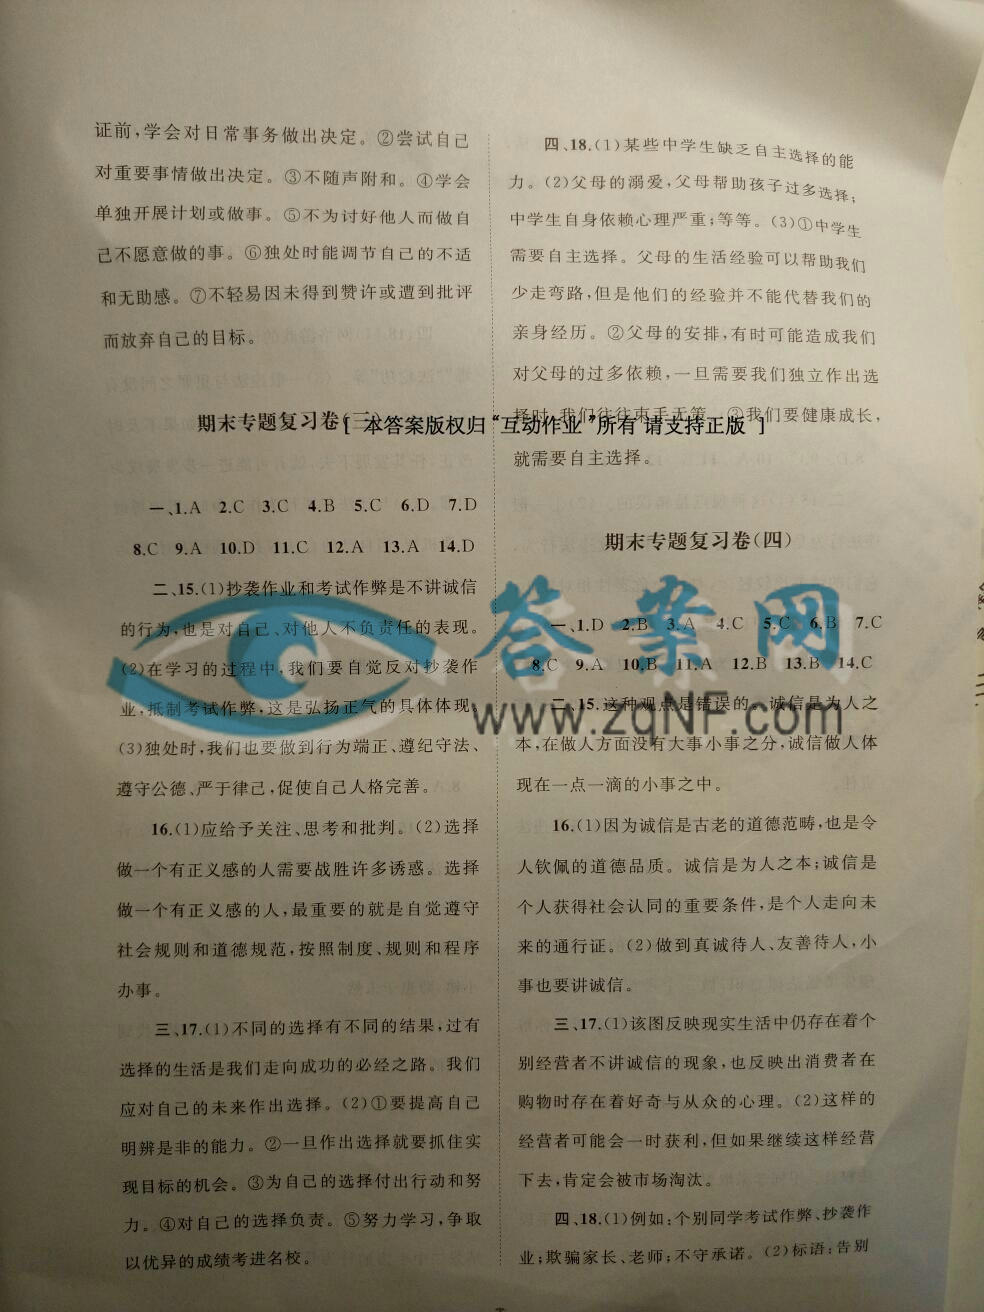 证前,学会对日常事务做出决定。②尝试自己
对重要事情做出决定。③不随声附和。④学会
单独开展计划或做事。⑤不为讨好他人而做自
己不愿意做的事。⑥独处时能调节自己的不适
和无助感。⑦不轻易因未得到赞许或遭到批评
而放弃自己的目标。
期末专题复习卷(三)
一、1.A 2.C 3.C 4.B 5.C 6.D 7.D
8.C 9.A 10.D 11.C 12.A 13.A 14.D
二、15.(1)抄袭作业和考试作弊是不讲诚信
的行为,也是对自己、对他人不负责任的表现。
(2)在学习的过程中,我们要自觉反对抄袭作
业,抵制考试作弊,这是弘扬正气的具体体现。
(3)独处时,我们也要做到行为端正、遵纪守法、
遵守公德、严于律己,促使自己人格完善。
16.(1)应给予关注、思考和批判。(2)选择
做一个有正义感的人需要战胜许多诱惑。选择
做一个有正义感的人,最重要的就是自觉遵守
社会规则和道德规范,按照制度、规则和程序
办事。
三、17.(1)不同的选择有不同的结果,过有
选择的生活是我们走向成功的必经之路。我们
应对自己的未来作出选择。(2)①要提高自己
明辨是非的能力。②一旦作出选择就要抓住实
现目标的机会。③为自己的选择付出行动和努
力。④对自己的选择负责。⑤努力学习,争取
以优异的成绩考进名校。
四、18.(1)某些中学生缺乏自主选择的能
力。(2)父母的溺爱,父母帮助孩子过多选择;
中学生自身依赖心理严重;等等。(3)①中学生
需要自主选择。父母的生活经验可以帮助我们
少走弯路,但是他们的经验并不能代替我们的
亲身经历。②父母的安排,有时可能造成我们
对父母的过多依赖,一旦需要我们独立作出选
择时,我们往往束手无策。③我们要健康成长,
[ 本答案版权归“互动作业”所有 请支持正版 ]
就需要自主选择。
期末专题复习卷(四)
一、1.D 2.B 3.A 4.C 5.C 6.B 7.C
8.C 9.A 10.B 11.A 12.B 13.B 14.C
二、15.这种观点是错误的。诚信是为人之
本,在做人方面没有大事小事之分,诚信做人体
现在一点一滴的小事之中。
16.(1)因为诚信是古老的道德范畴,也是令
人钦佩的道德品质。诚信是为人之本;诚信是
个人获得社会认同的重要条件,是个人走向未
来的通行证。(2)做到真诚待人、友善待人,小
事也要讲诚信。
三、17.(1)该图反映现实生活中仍存在着个
别经营者不讲诚信的现象,也反映出消费者在
购物时存在着好奇与从众的心理。(2)这样的
经营者可能会一时获利,但如果继续这样经营
下去,肯定会被市场淘汰。
四、18.(1)例如:个别同学考试作弊、抄袭作
业;欺骗家长、老师;不守承诺。(2)标语:告别
答案网
www.zqNF.com